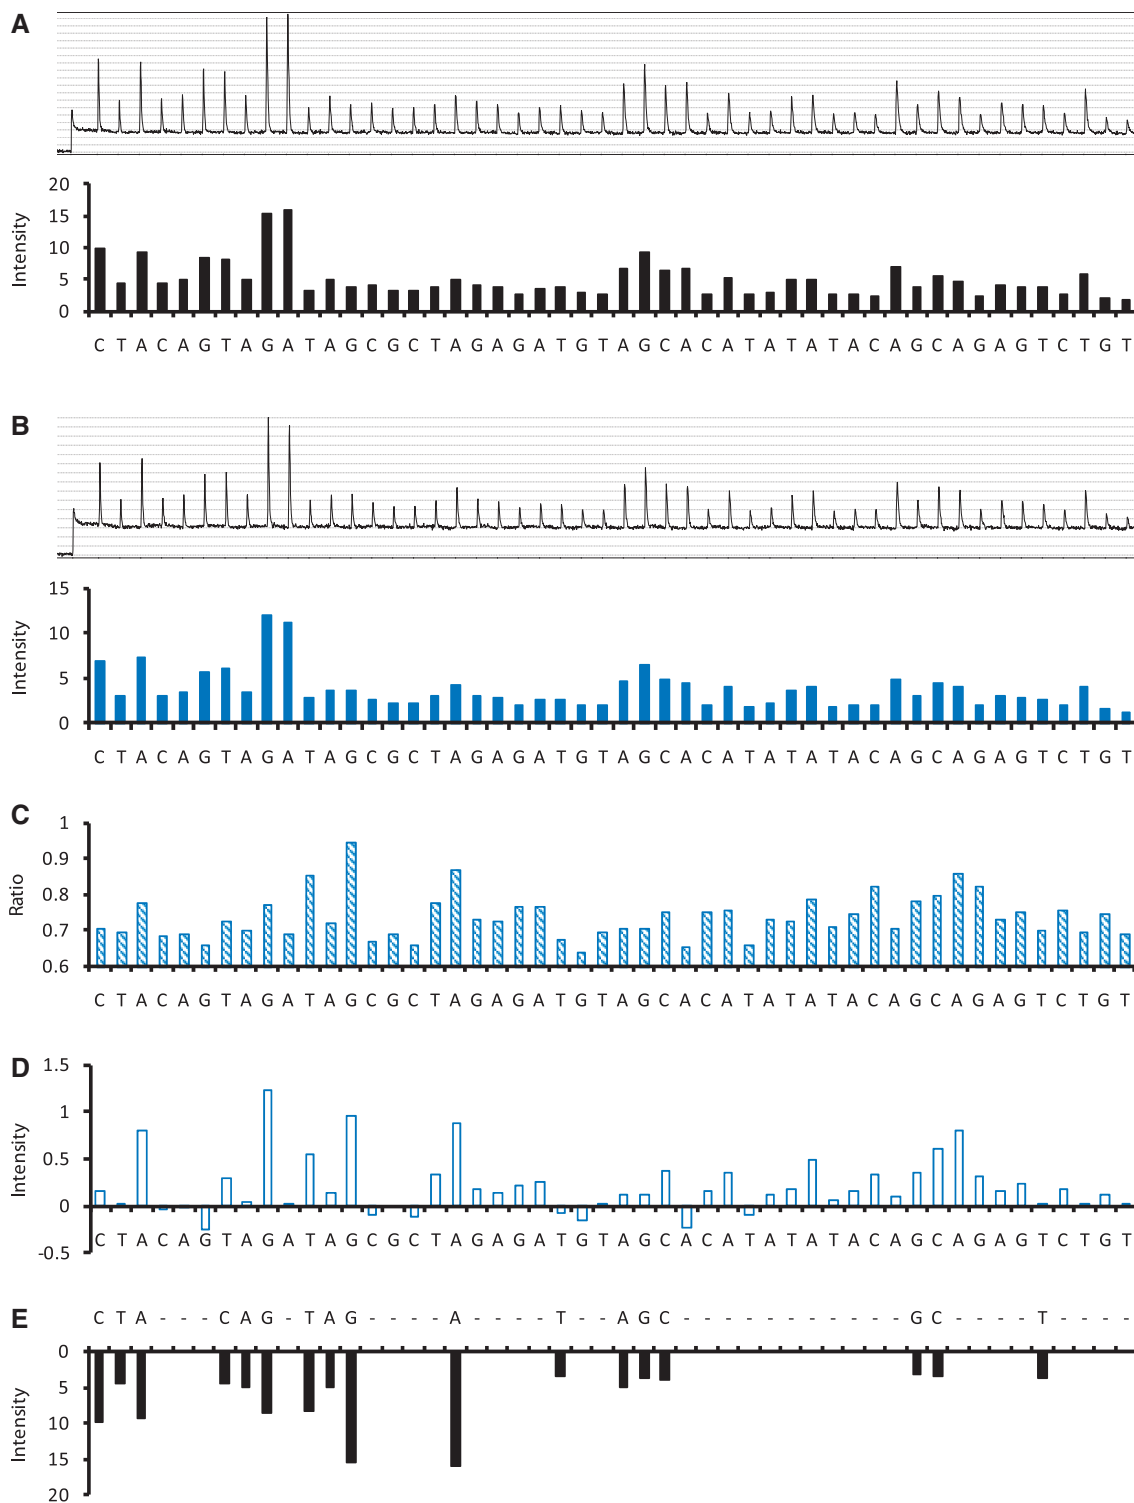 A
20
15
10
5
0
Intensity
C T A C A G T A G A T A G C G C T A G A G A T G T A G C A C A T A T A T A C A G C A G A G T C T G T
B
15
10
5
0
Intensity
C T A C A G T A G A T A G C G C T A G A G A T G T A G C A C A T A T A T A C A G C A G A G T C T G T
C
1
0.9
0.8
0.7
0.6
Ratio
C T A C A G T A G A T A G C G C T A G A G A T G T A G C A C A T A T A T A C A G C A G A G T C T G T
D
1.5
1
0.5
0
-0.5
Intensity
C T A C A G T A G A T A G C G C T A G A G A T G T A G C A C A T A T A T A C A G C A G A G T C T G T
E
C T A - - - C A G - T A G - - - - A - - - - T - - A G C - - - - - - - - - - - G C - - - - T - - - -
0
5
10
15
20
Intensity